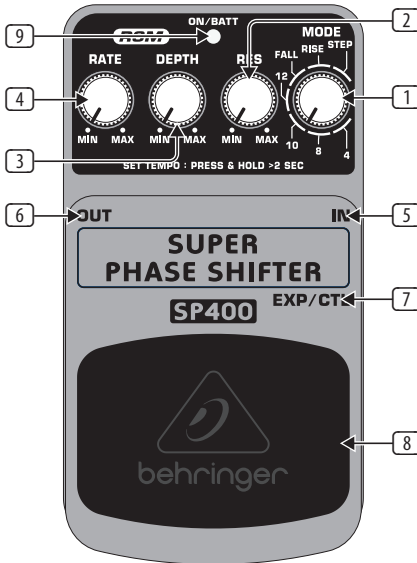 ON/BATT
ROM
MODE
RATE DEPTH RES
FALL RISE STEP
12 10 8 4
MIN MAX MIN MAX MIN MAX
SET TEMPO : PRESS & HOLD >2 SEC
OUT IN
SUPER
PHASE SHIFTER
EXP/CTL
SP400
behringer
9
2
4
1
3
6
5
7
8